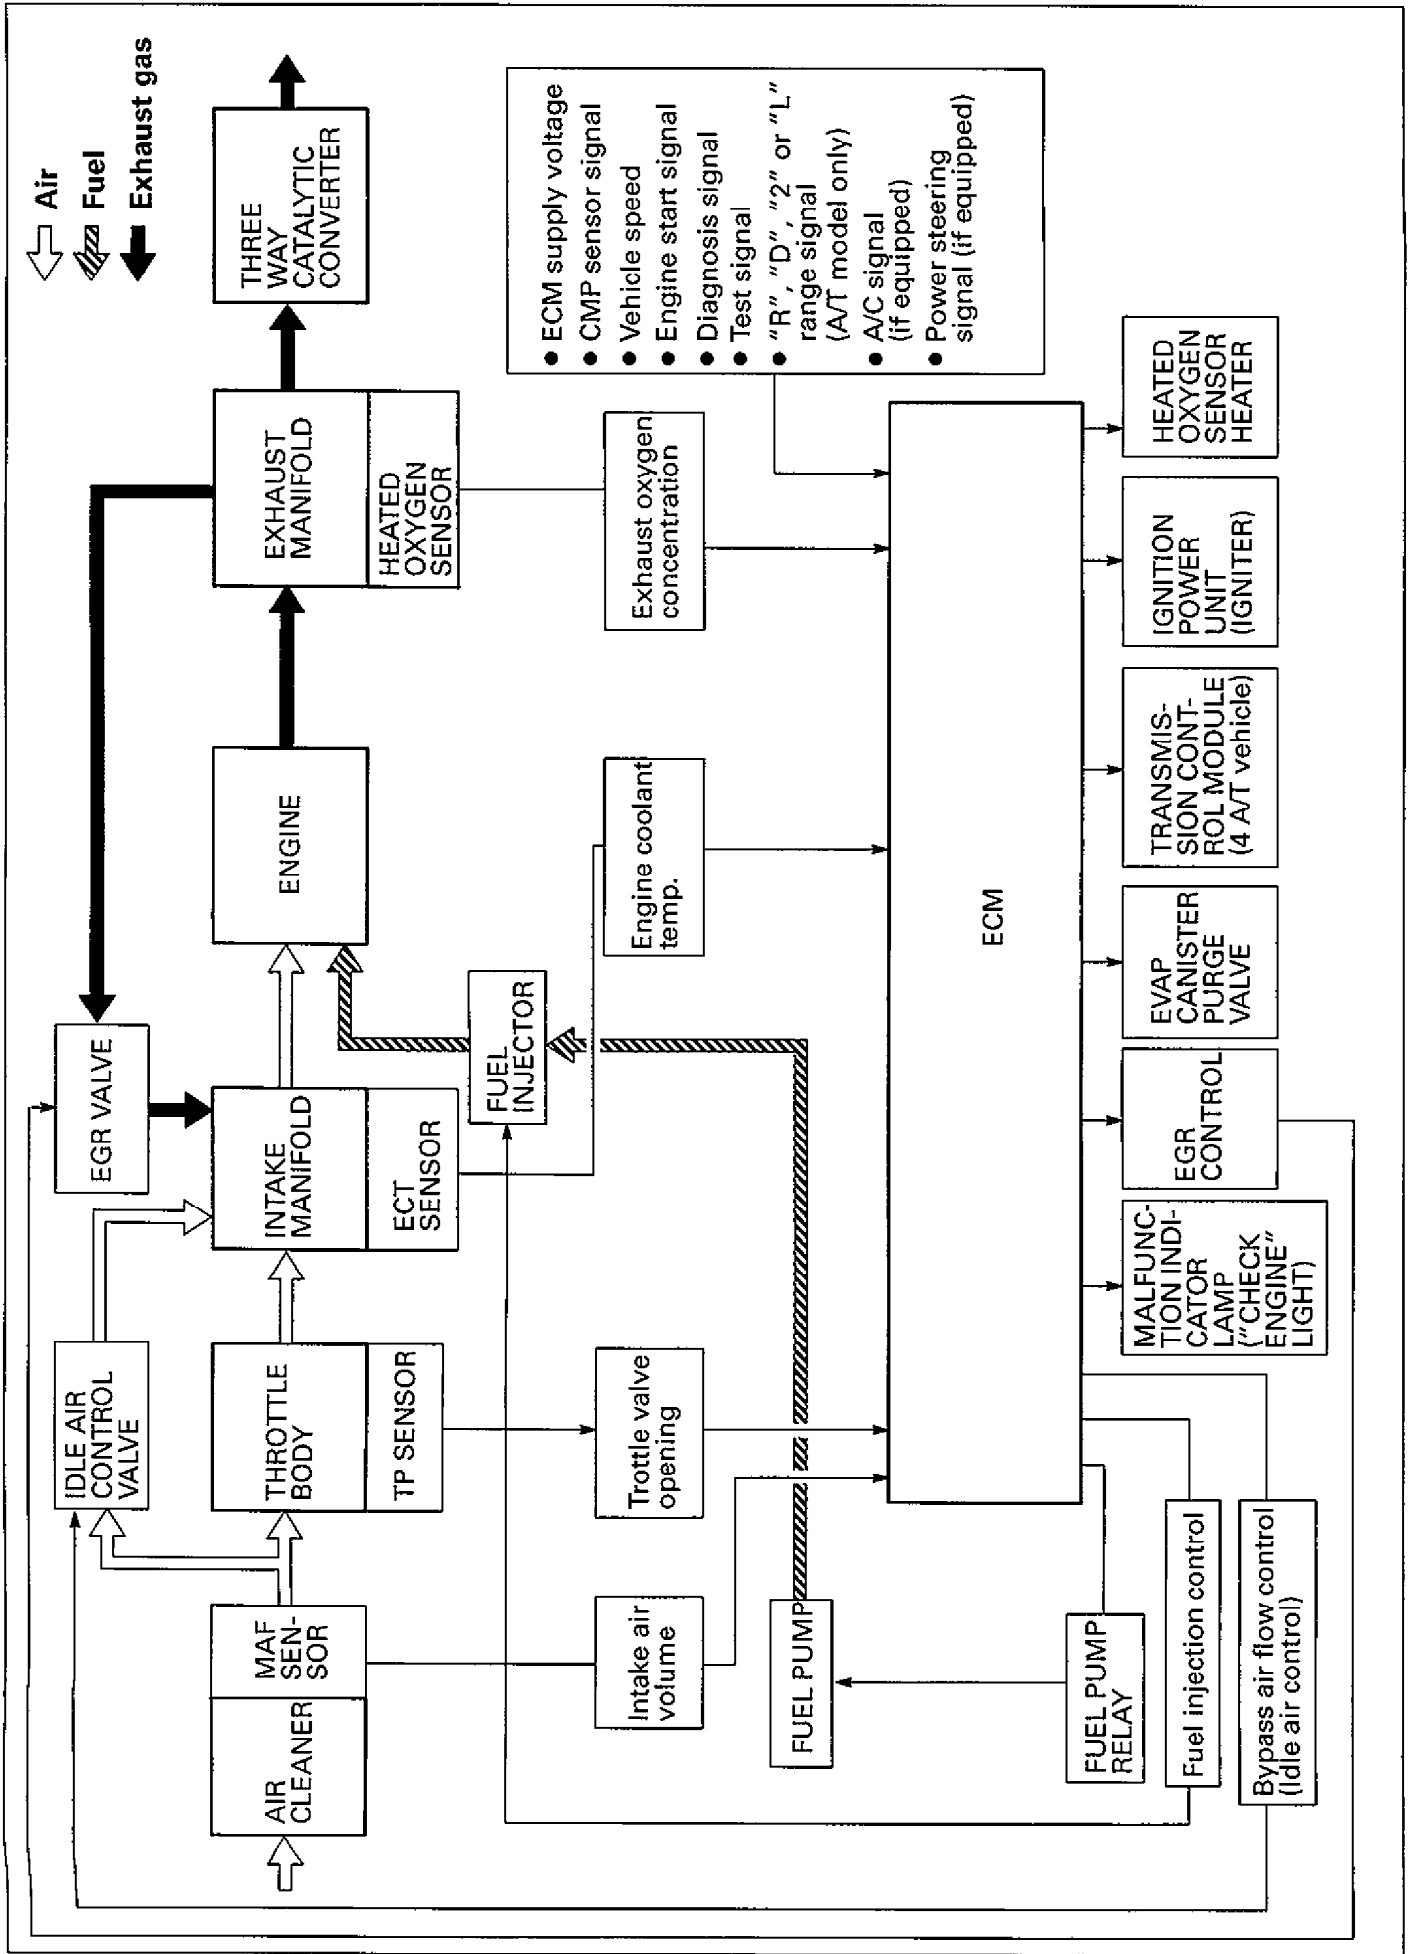 Air
Fuel
Exhaust gas
IDLE AIR
CONTROL
VALVE
EGR VALVE
AIR
CLEANER
MAF
SEN-
SOR
THROTTLE
BODY
INTAKE
MANIFOLD
ENGINE
EXHAUST
MANIFOLD
THREE
WAY
CATALYTIC
CONVERTER
TP SENSOR
ECT
SENSOR
HEATED
OXYGEN
SENSOR
FUEL
INJECTOR
Intake air
volume
Trottle valve
opening
Engine coolant
temp.
Exhaust oxygen
concentration
● ECM supply voltage
● CMP sensor signal
● Vehicle speed
● Engine start signal
● Diagnosis signal
● Test signal
● "R", "D", "2" or "L"
range signal
(A/T model only)
● A/C signal
(if equipped)
● Power steering
signal (if equipped)
FUEL PUMP
ECM
FUEL PUMP
RELAY
Fuel injection control
Bypass air flow control
(Idle air control)
MALFUNC-
TION INDI-
CATOR
LAMP
("CHECK
ENGINE"
LIGHT)
EGR
CONTROL
EVAP
CANISTER
PURGE
VALVE
TRANSMIS-
SION CONT-
ROL MODULE
(4 A/T vehicle)
IGNITION
POWER
UNIT
(IGNITER)
HEATED
OXYGEN
SENSOR
HEATER